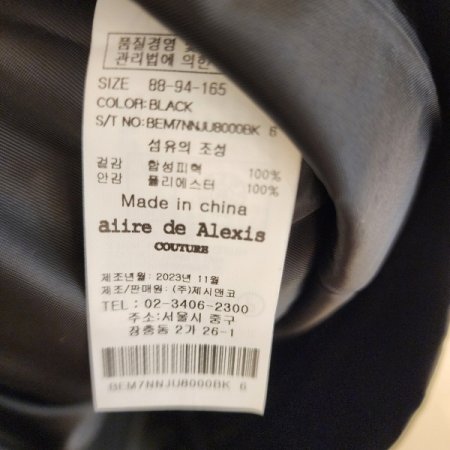 품질경영 및
관리법에 의한
SIZE 88-94-165
COLOR:BLACK
S/T NO:BEM7NNJU8000BK 6
섬유의 조성
겉감 합성피혁 100%
안감 폴리에스터 100%
Made in china
aiire de Alexis
COUTURE
제조년월: 2023년 11월
제조/판매원: (주)제시앤코
TEL: 02-3406-2300
주소:서울시 중구
장충동 2가 26-1
BEM7NNJU8000BK 6